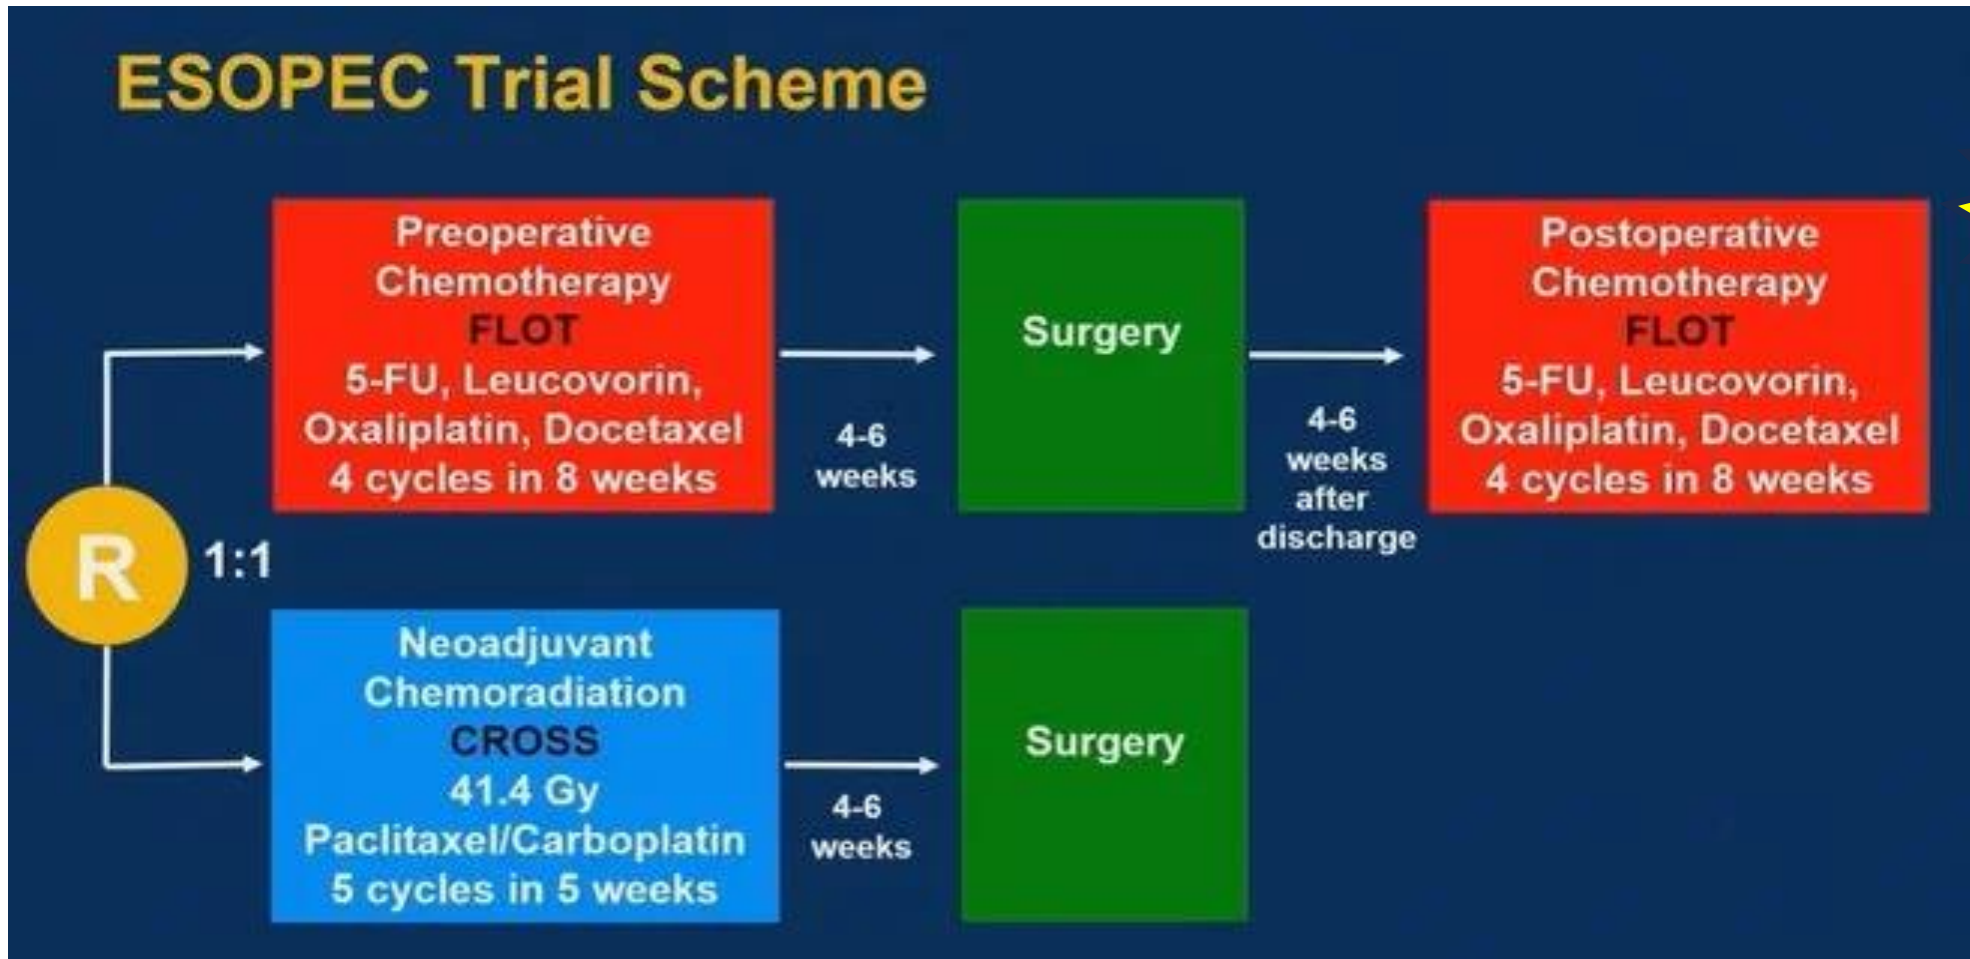 ESOPEC Trial Scheme
Preoperative
Chemotherapy
FLOT
5-FU, Leucovorin,
Oxaliplatin, Docetaxel
4 cycles in 8 weeks
4-6
weeks
Surgery
4-6
weeks
after
discharge
Postoperative
Chemotherapy
FLOT
5-FU, Leucovorin,
Oxaliplatin, Docetaxel
4 cycles in 8 weeks
R
1:1
Neoadjuvant
Chemoradiation
CROSS
41.4 Gy
Paclitaxel/Carboplatin
5 cycles in 5 weeks
4-6
weeks
Surgery